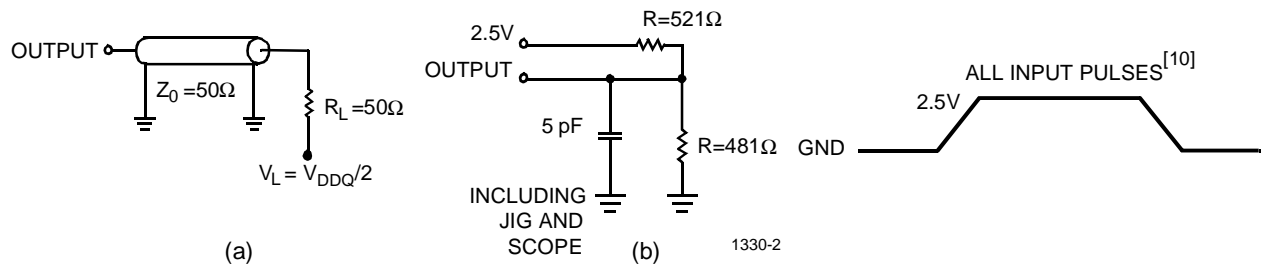 OUTPUT
Z0 =50Ω
RL =50Ω
VL = VDDQ/2
(a)
R=521Ω
2.5V
OUTPUT
5 pF
R=481Ω
INCLUDING
JIG AND
SCOPE
(b)
1330-2
ALL INPUT PULSES[10]
2.5V
GND